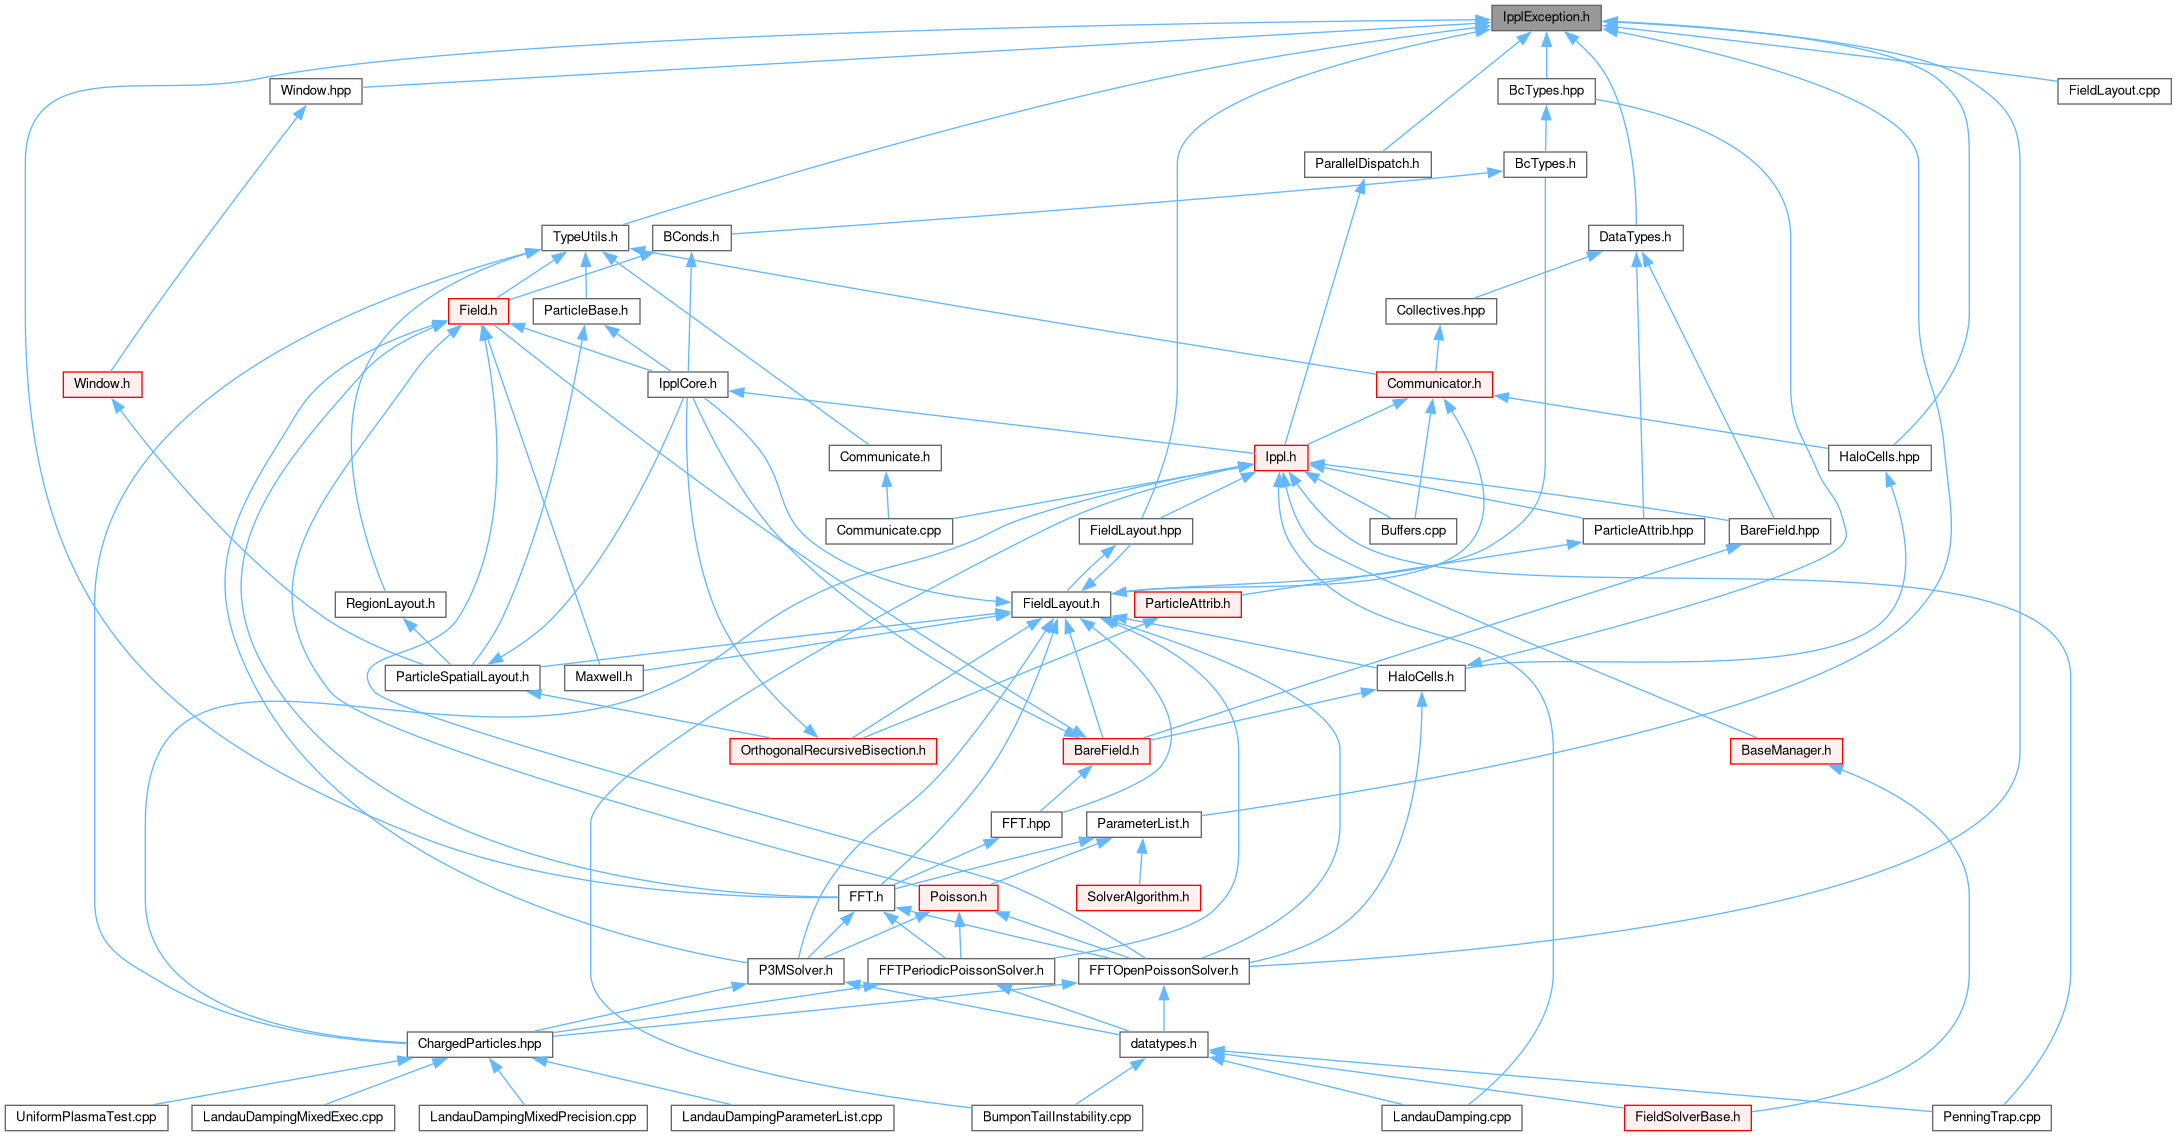 IpplException.h
Window.hpp
BcTypes.hpp
FieldLayout.cpp
ParallelDispatch.h
BcTypes.h
TypeUtils.h
BConds.h
DataTypes.h
Field.h
ParticleBase.h
Collectives.hpp
Window.h
IpplCore.h
Communicator.h
Communicate.h
Ippl.h
HaloCells.hpp
Communicate.cpp
FieldLayout.hpp
Buffers.cpp
ParticleAttrib.hpp
BareField.hpp
RegionLayout.h
FieldLayout.h
ParticleAttrib.h
ParticleSpatialLayout.h
Maxwell.h
HaloCells.h
OrthogonalRecursiveBisection.h
BareField.h
BaseManager.h
FFT.hpp
ParameterList.h
FFT.h
Poisson.h
SolverAlgorithm.h
P3MSolver.h
FFTPeriodicPoissonSolver.h
FFTOpenPoissonSolver.h
ChargedParticles.hpp
datatypes.h
UniformPlasmaTest.cpp
LandauDampingMixedExec.cpp
LandauDampingMixedPrecision.cpp
LandauDampingParameterList.cpp
BumponTailInstability.cpp
LandauDamping.cpp
FieldSolverBase.h
PenningTrap.cpp